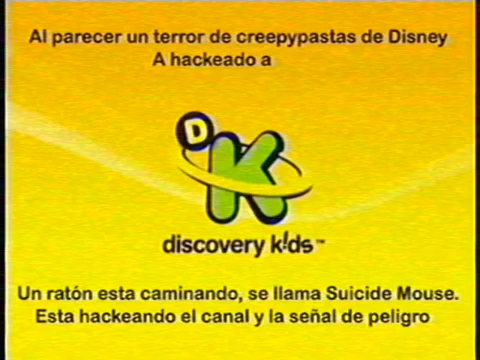 Al parecer un terror de creepypastas de Disney
A hackeado a
D
K
discovery k!ds™
Un ratón esta caminando, se llama Suicide Mouse.
Esta hackeando el canal y la señal de peligro